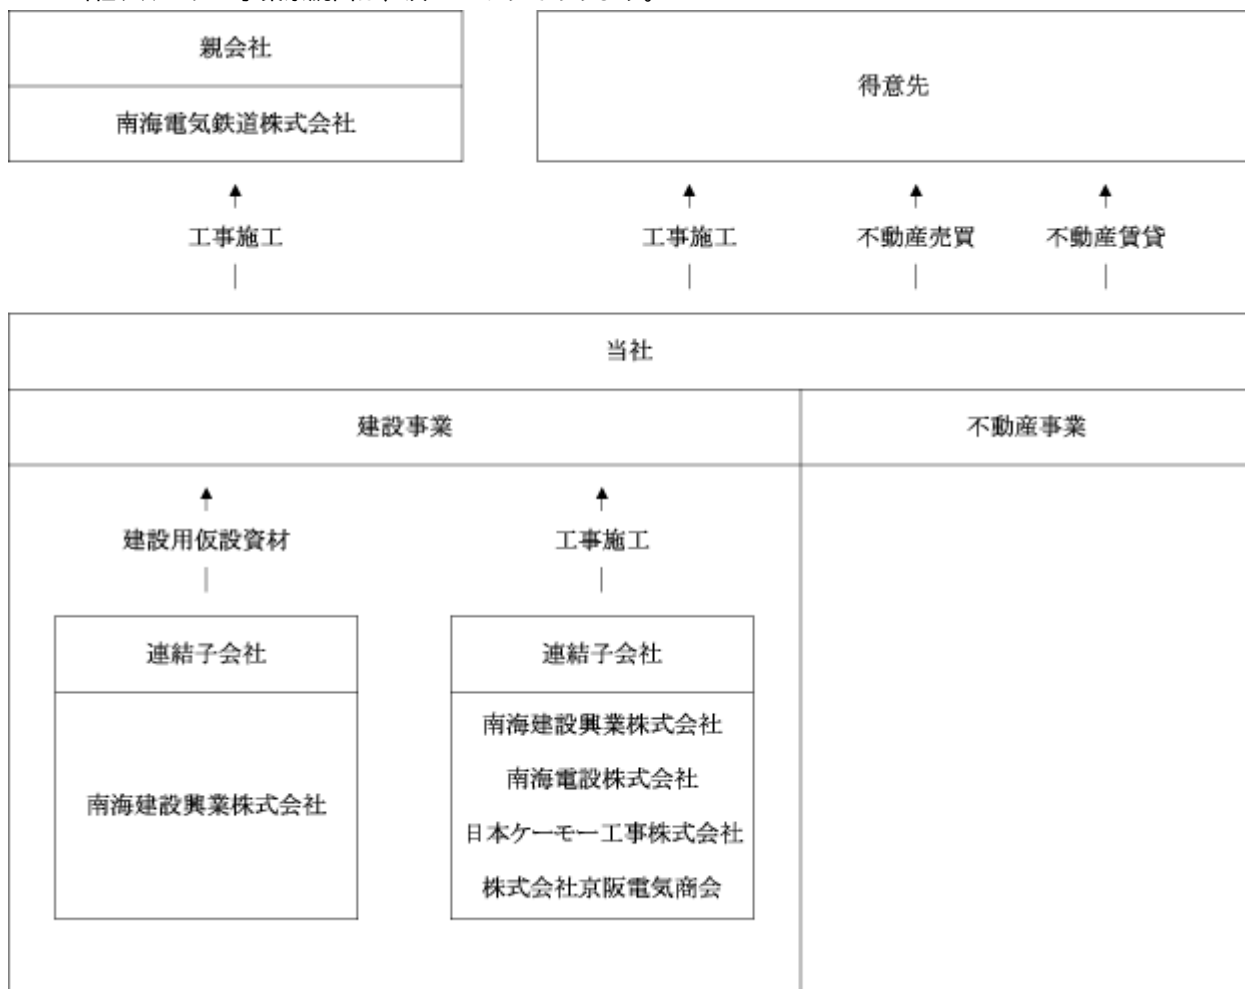 親会社
南海電気鉄道株式会社
得意先
工事施工
工事施工
不動産売買
不動産賃貸
当社
建設事業
不動産事業
建設用仮設資材
工事施工
連結子会社
南海建設興業株式会社
連結子会社
南海建設興業株式会社
南海電設株式会社
日本ケーモー工事株式会社
株式会社京阪電気商会